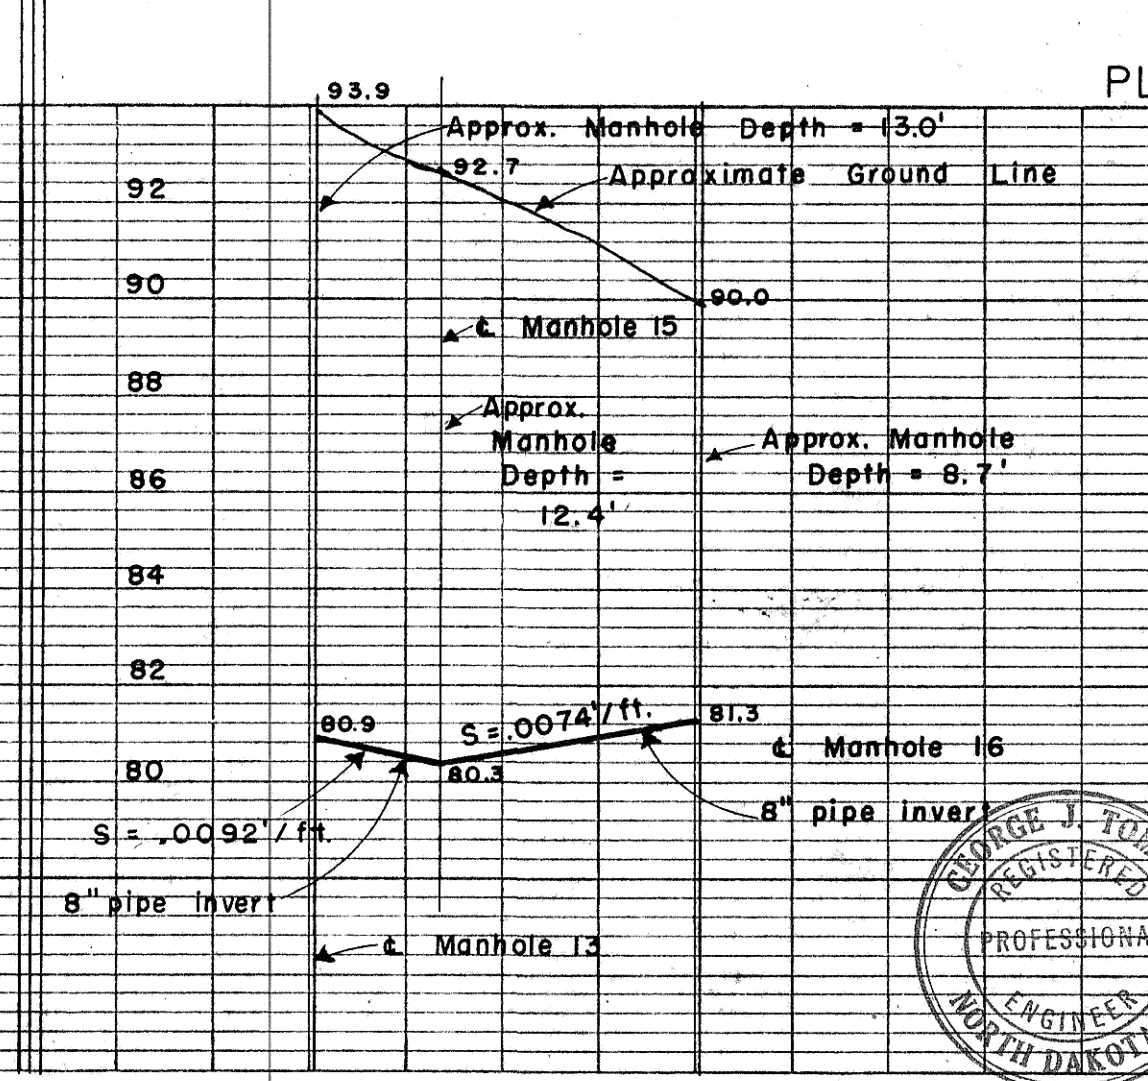 PL
93.9
Approx. Manhole Depth = 13.0'
92.7
Approximate Ground Line
92
90
90.0
℄ Manhole 15
88
Approx.
Manhole
Depth =
12.4'
Approx. Manhole
Depth = 8.7'
86
84
82
80.9
S = .0074'/ft.
81.3
℄ Manhole 16
80
80.3
8" pipe invert
S = .0092'/ft.
8" pipe invert
℄ Manhole 13
GEORGE J.
REGISTERED
PROFESSIONA
ENGINEER
NORTH DAKOTA